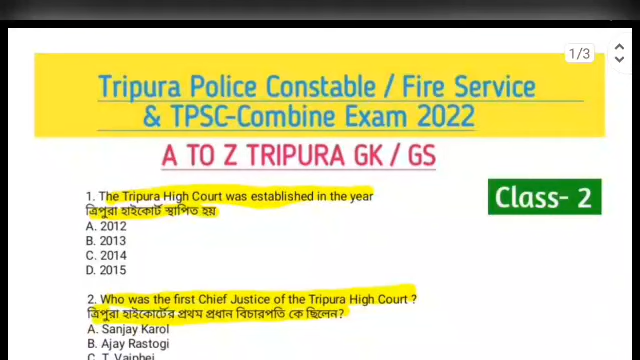 1/3
Tripura Police Constable / Fire Service
& TPSC-Combine Exam 2022
A TO Z TRIPURA GK / GS
Class- 2
1. The Tripura High Court was established in the year
ত্রিপুরা হাইকোর্ট স্থাপিত হয়
A. 2012
B. 2013
C. 2014
D. 2015
2. Who was the first Chief Justice of the Tripura High Court ?
ত্রিপুরা হাইকোর্টের প্রথম প্রধান বিচারপতি কে ছিলেন?
A. Sanjay Karol
B. Ajay Rastogi
C. T. Vaiphei